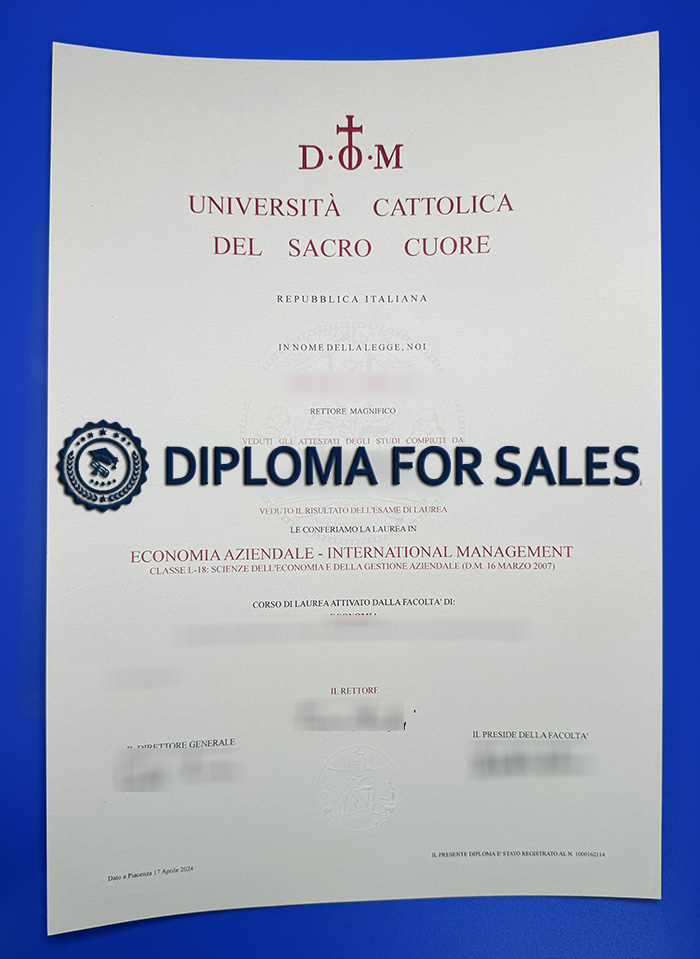 D·O·M
UNIVERSITÀ CATTOLICA
DEL SACRO CUORE
REPUBBLICA ITALIANA
IN NOME DELLA LEGGE, NOI
RETTORE MAGNIFICO
VEDUTI GLI ATTESTATI DEGLI STUDI COMPIUTI DA
DIPLOMA FOR SALES
VEDUTO IL RISULTATO DELL'ESAME DI LAUREA
LE CONFERIAMO LA LAUREA IN
ECONOMIA AZIENDALE - INTERNATIONAL MANAGEMENT
CLASSE L-18: SCIENZE DELL'ECONOMIA E DELLA GESTIONE AZIENDALE (D.M. 16 MARZO 2007)
CORSO DI LAUREA ATTIVATO DALLA FACOLTA' DI:
ECONOMIA
IL RETTORE
IL DIRETTORE GENERALE
IL PRESIDE DELLA FACOLTA'
IL PRESENTE DIPLOMA E' STATO REGISTRATO AL N 1000162114
Dato a Piacenza 17 Aprile 2024